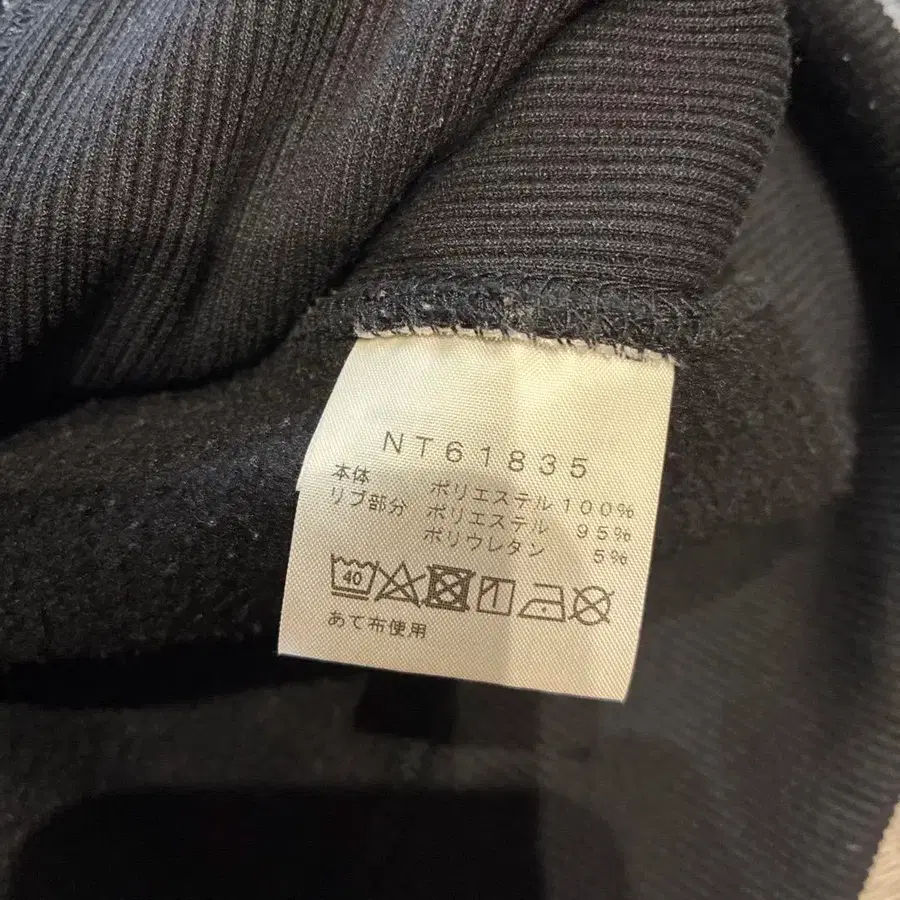 NT61835
本体 ポリエステル100%
リブ部分 ポリエステル 95%
ポリウレタン 5%
40
あて布使用